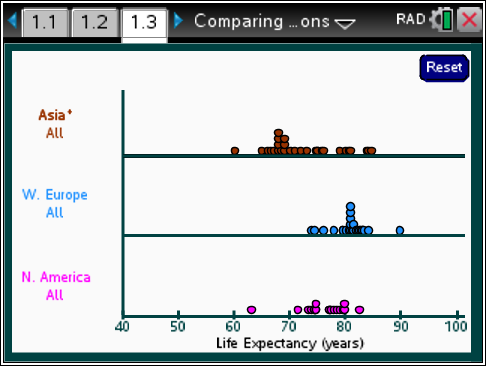 1.1 1.2 1.3 Comparing ...ons RAD
Reset
Asia+
All
W. Europe
All
N. America
All
40 50 60 70 80 90 100
Life Expectancy (years)